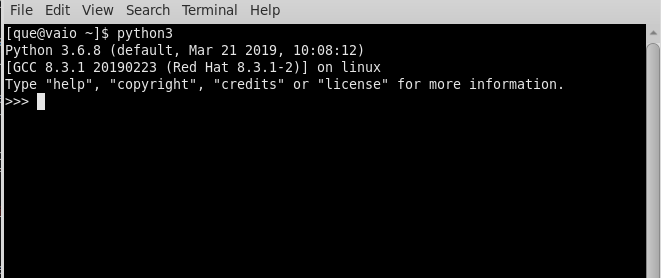 File Edit View Search Terminal Help
[que@vaio ~]$ python3
Python 3.6.8 (default, Mar 21 2019, 10:08:12)
[GCC 8.3.1 20190223 (Red Hat 8.3.1-2)] on linux
Type "help", "copyright", "credits" or "license" for more information.
>>>